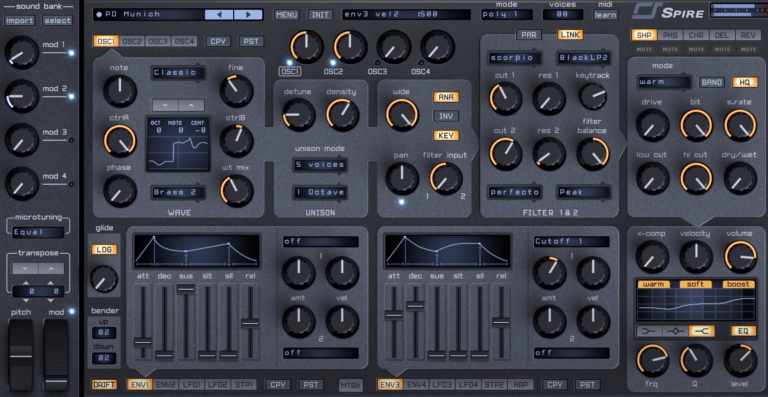 sound bank
import select
mod 1
mod 2
mod 3
mod 4
microtuning
Equal
transpose
0 0
pitch mod
PD Munich
MENU INIT
env3 vel2 :500
mode
poly 1
voices
08
midi
learn
SPIRE
OSC1 OSC2 OSC3 OSC4 CPY PST
OSC1 OSC2 OSC3 OSC4
note Classic fine
ctrlA ctrlB
OCT NOTE CENT
0 0 -8
phase Brass 2 wt mix
WAVE
detune density
unison mode
5 voices
1 Octave
UNISON
wide
ANA
INV
KEY
pan filter input
1 2
PAR LINK
scorpio BlackLP2
cut 1 res 1 keytrack
cut 2 res 2 filter balance
perfecto Peak
FILTER 1&2
SHP PHS CHR DEL REV
MUTE MUTE MUTE MUTE MUTE
mode
warm BAND HQ
drive bit s.rate
low cut hi cut dry/wet
glide
LOG
bender
up
02
down
02
DRIFT
att dec sus slt sll rel
off
1
amt vel
2
off
ENV1 ENV2 LFO1 LFO2 STP1 CPY PST
MTRX
att dec sus slt sll rel
Cutoff 1
1
amt vel
2
off
ENV3 ENV4 LFO3 LFO4 STP2 ARP CPY PST
x-comp velocity volume
warm soft boost
EQ
frq Q level